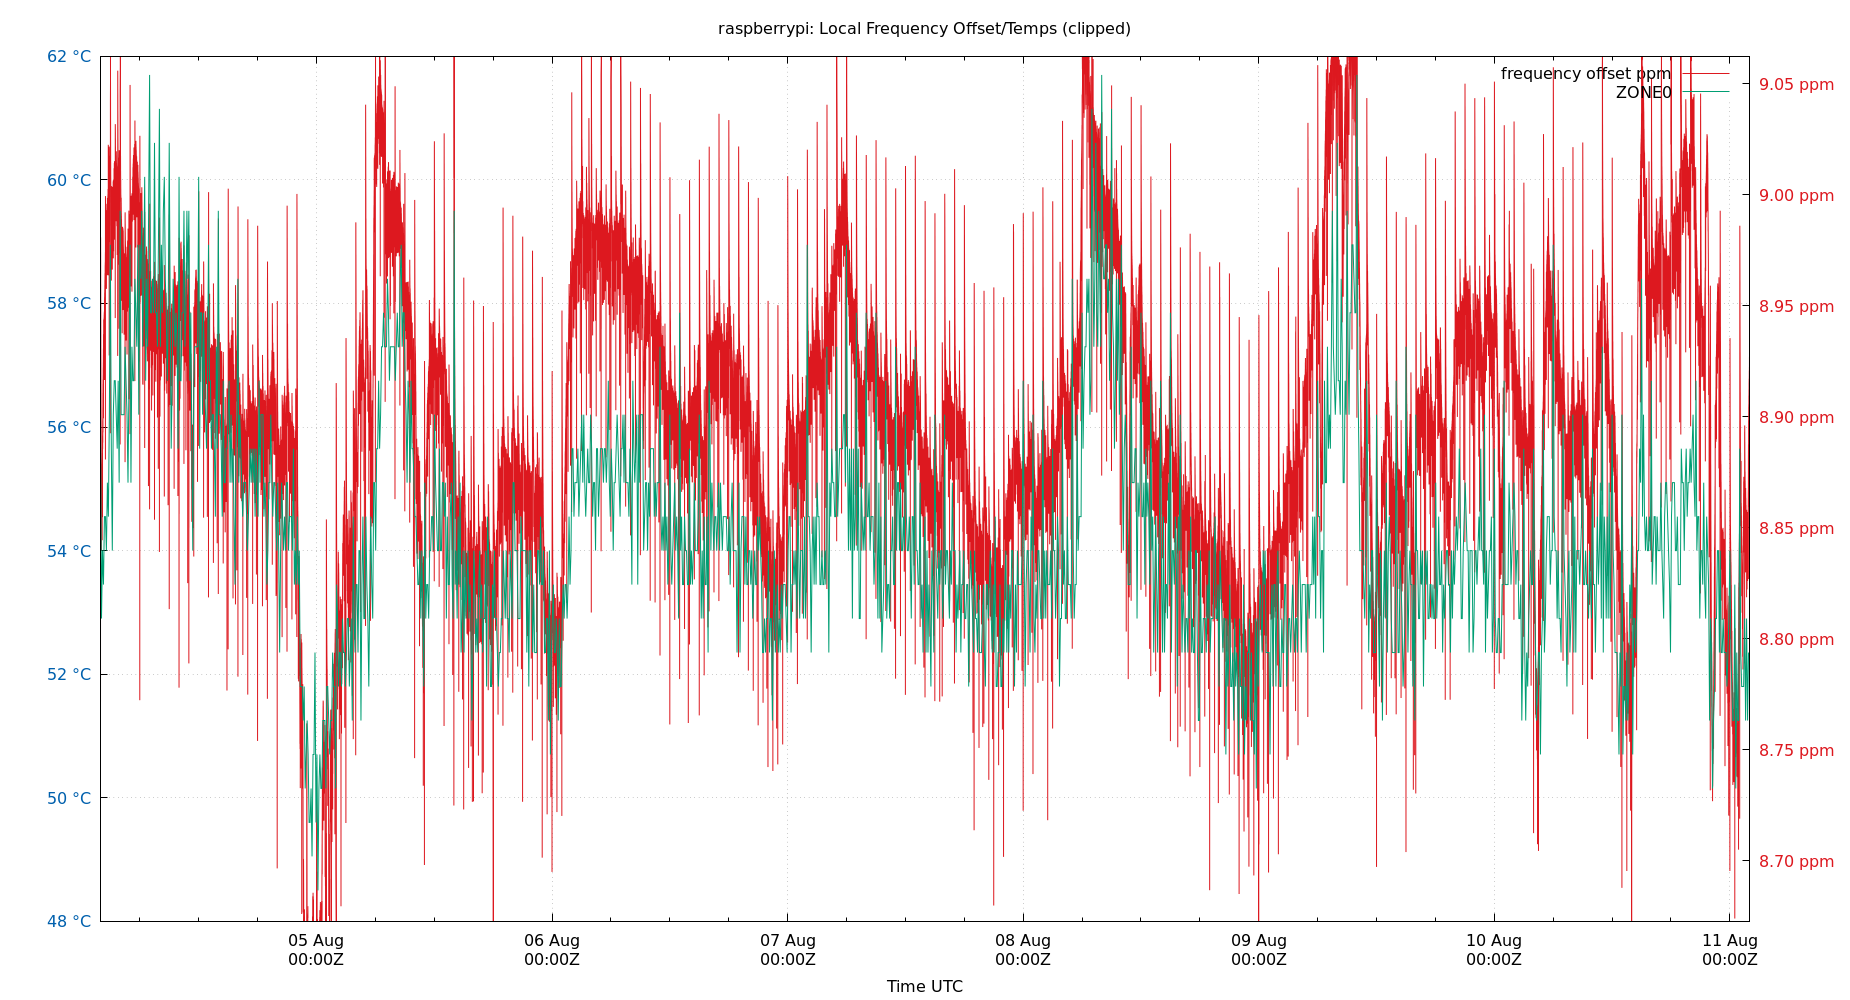 raspberrypi: Local Frequency Offset/Temps (clipped)
62 °C
60 °C
58 °C
56 °C
54 °C
52 °C
50 °C
48 °C
frequency offset ppm
ZONE0
9.05 ppm
9.00 ppm
8.95 ppm
8.90 ppm
8.85 ppm
8.80 ppm
8.75 ppm
8.70 ppm
05 Aug
00:00Z
06 Aug
00:00Z
07 Aug
00:00Z
08 Aug
00:00Z
09 Aug
00:00Z
10 Aug
00:00Z
11 Aug
00:00Z
Time UTC